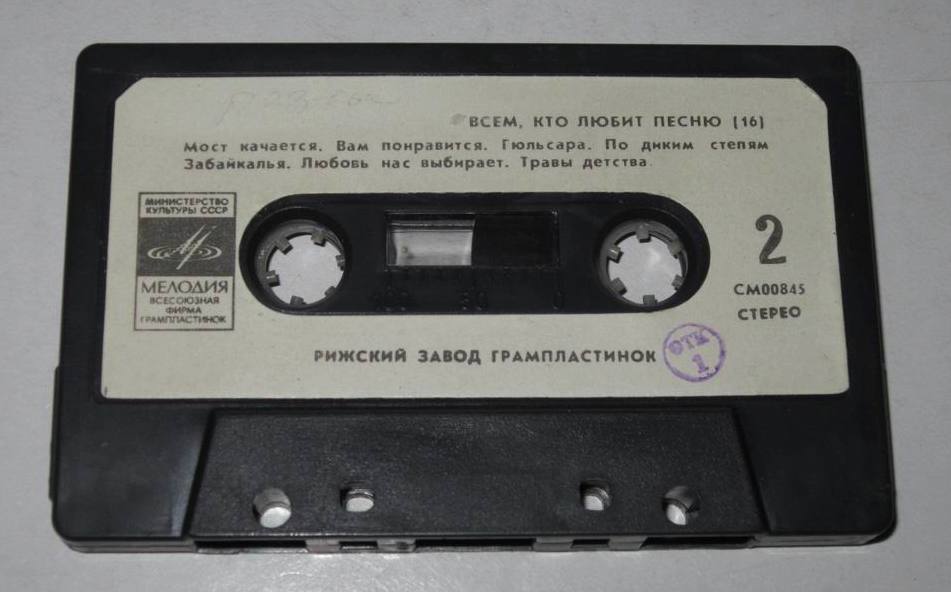 ВСЕМ, КТО ЛЮБИТ ПЕСНЮ (16)
Мост качается. Вам понравится. Гюльсара. По диким степям
Забайкалья. Любовь нас выбирает. Травы детства.
МИНИСТЕРСТВО
КУЛЬТУРЫ СССР
МЕЛОДИЯ
ВСЕСОЮЗНАЯ
ФИРМА
ГРАМПЛАСТИНОК
2
СМ00845
СТЕРЕО
РИЖСКИЙ ЗАВОД ГРАМПЛАСТИНОК
ОТК
1